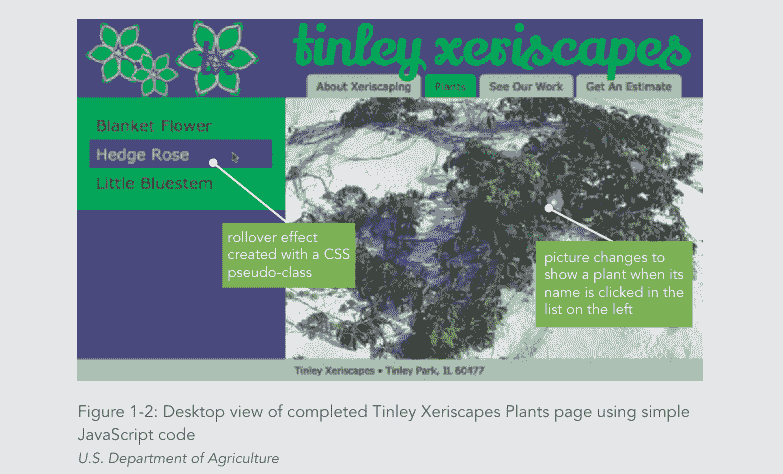 tinley xeriscapes
About Xeriscaping Plants See Our Work Get An Estimate
Blanket Flower
Hedge Rose
Little Bluestem
rollover effect
created with a CSS
pseudo-class
picture changes to
show a plant when its
name is clicked in the
list on the left
Tinley Xeriscapes • Tinley Park, IL 60477
Figure 1-2: Desktop view of completed Tinley Xeriscapes Plants page using simple
JavaScript code
U.S. Department of Agriculture